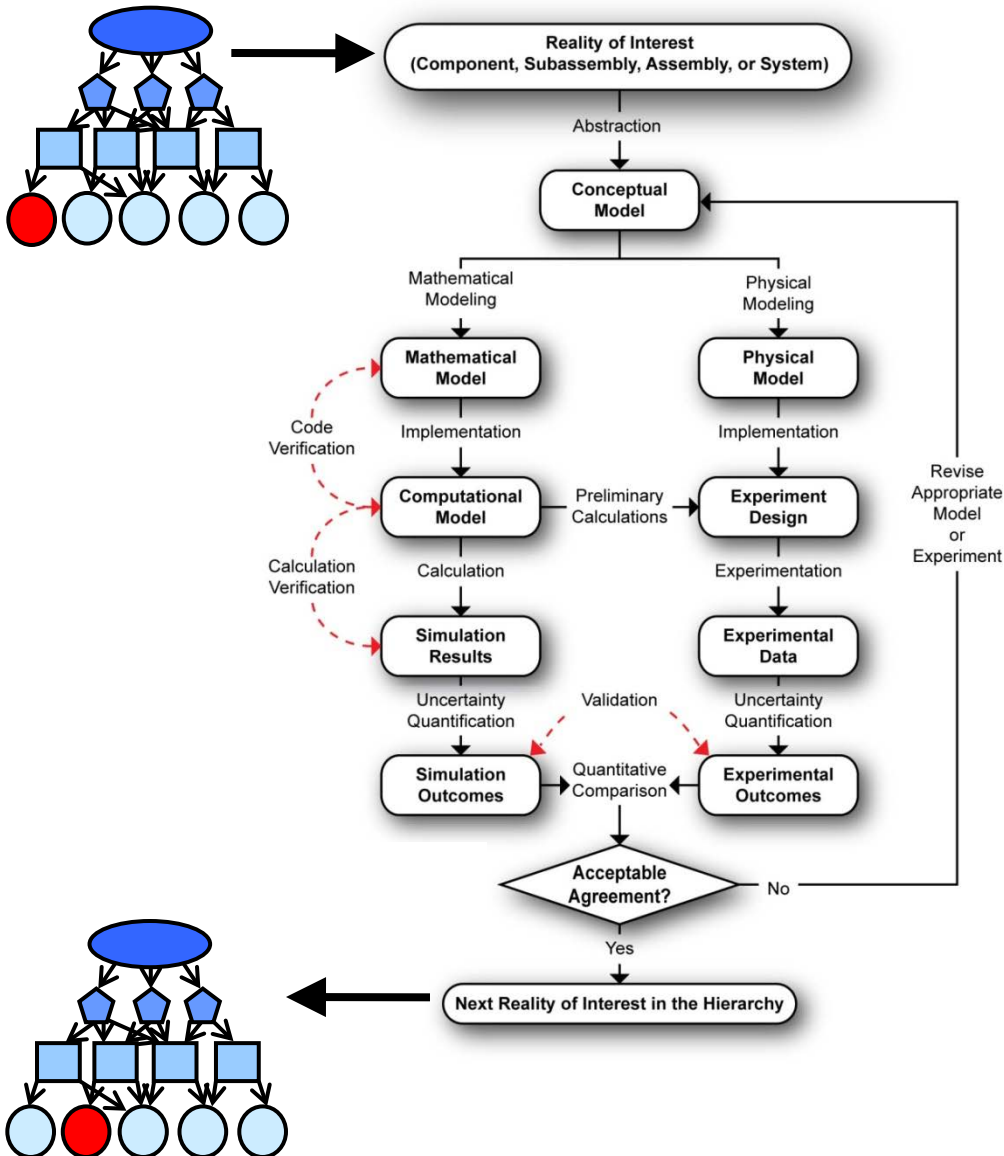 Reality of Interest
(Component, Subassembly, Assembly, or System)
Abstraction
Conceptual
Model
Mathematical
Modeling
Physical
Modeling
Mathematical
Model
Physical
Model
Code
Verification
Implementation
Implementation
Revise
Appropriate
Model
or
Experiment
Computational
Model
Preliminary
Calculations
Experiment
Design
Calculation
Verification
Calculation
Experimentation
Simulation
Results
Experimental
Data
Uncertainty
Quantification
Validation
Uncertainty
Quantification
Simulation
Outcomes
Quantitative
Comparison
Experimental
Outcomes
Acceptable
Agreement?
No
Yes
Next Reality of Interest in the Hierarchy